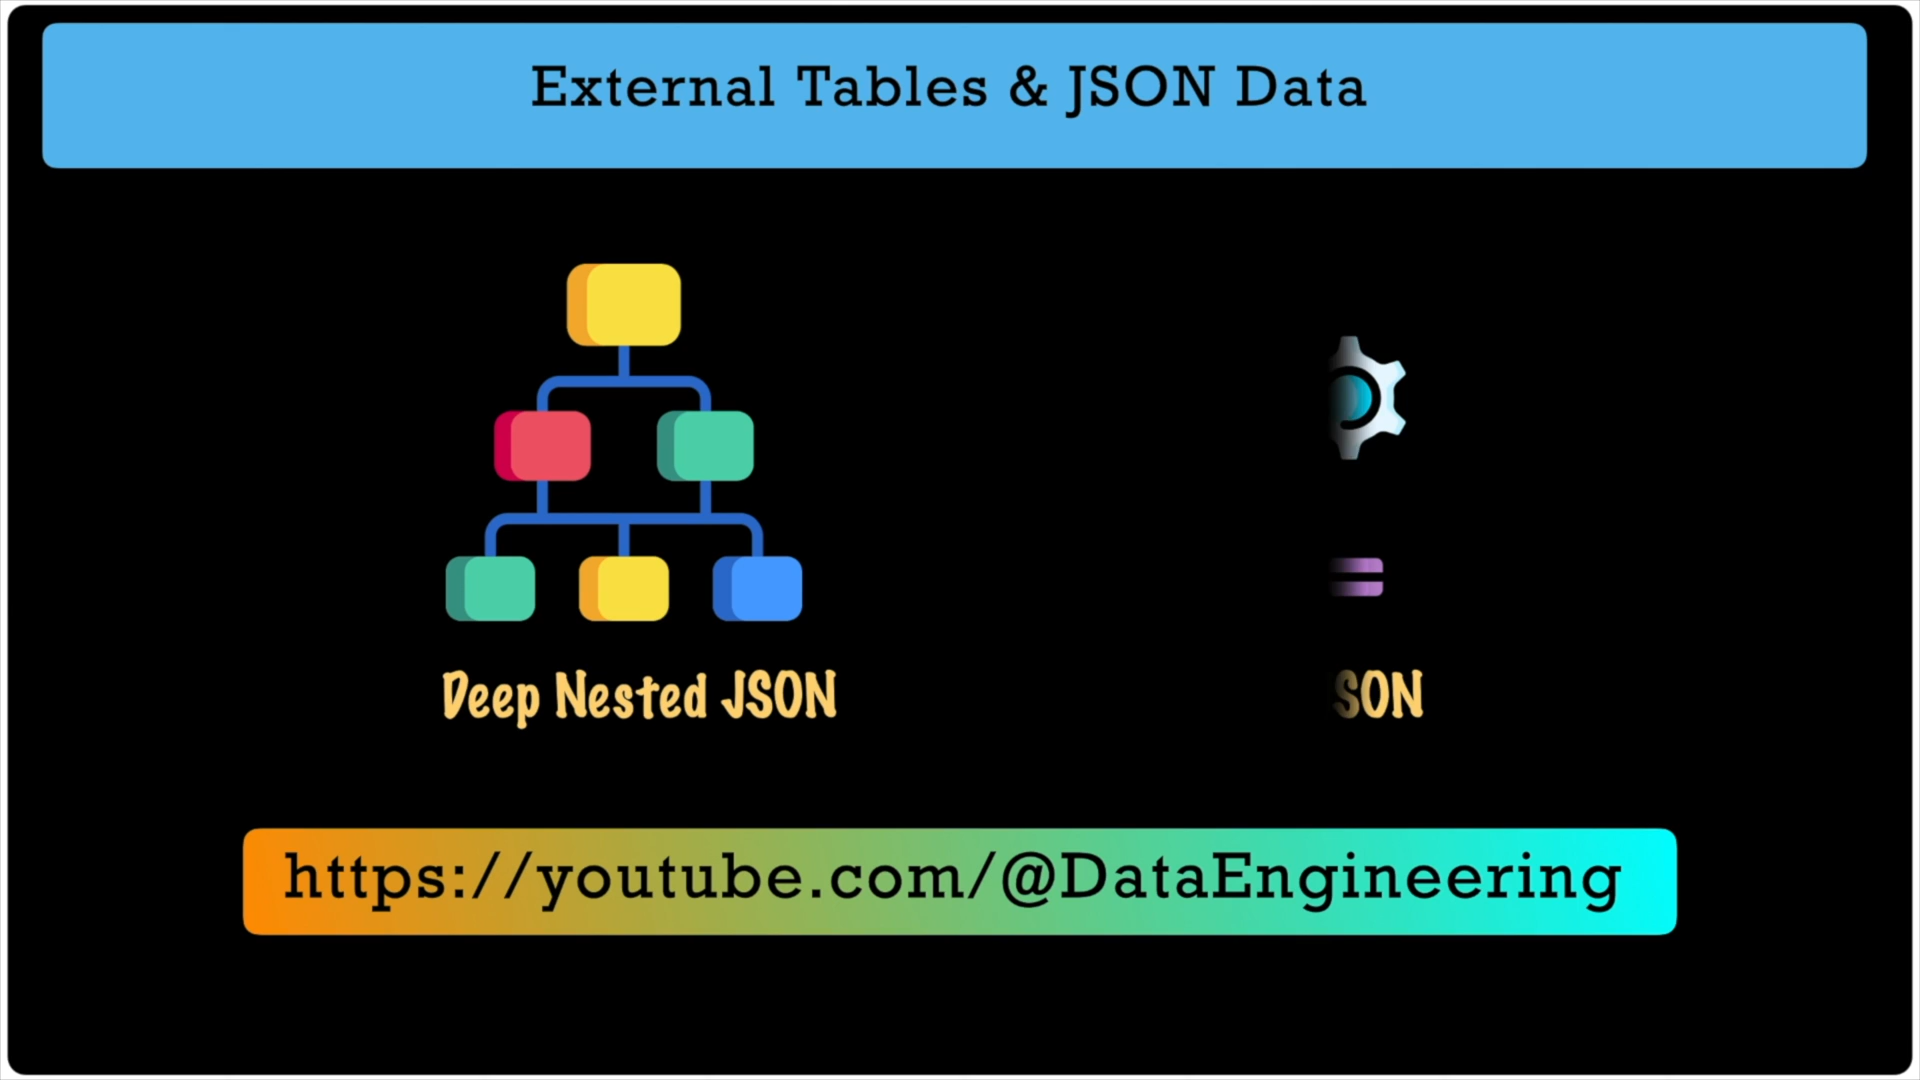 External Tables & JSON Data
Deep Nested JSON
SON
https://youtube.com/@DataEngineering